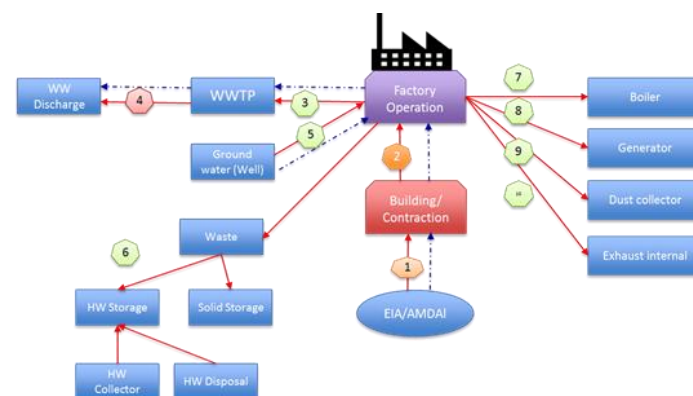 WW
Discharge
4
WWTP
3
Factory
Operation
7
Boiler
8
5
Ground
water (Well)
2
9
Generator
Building/
Contraction
Dust collector
Waste
6
1
Exhaust internal
HW Storage
Solid Storage
EIA/AMDAl
HW
Collector
HW Disposal